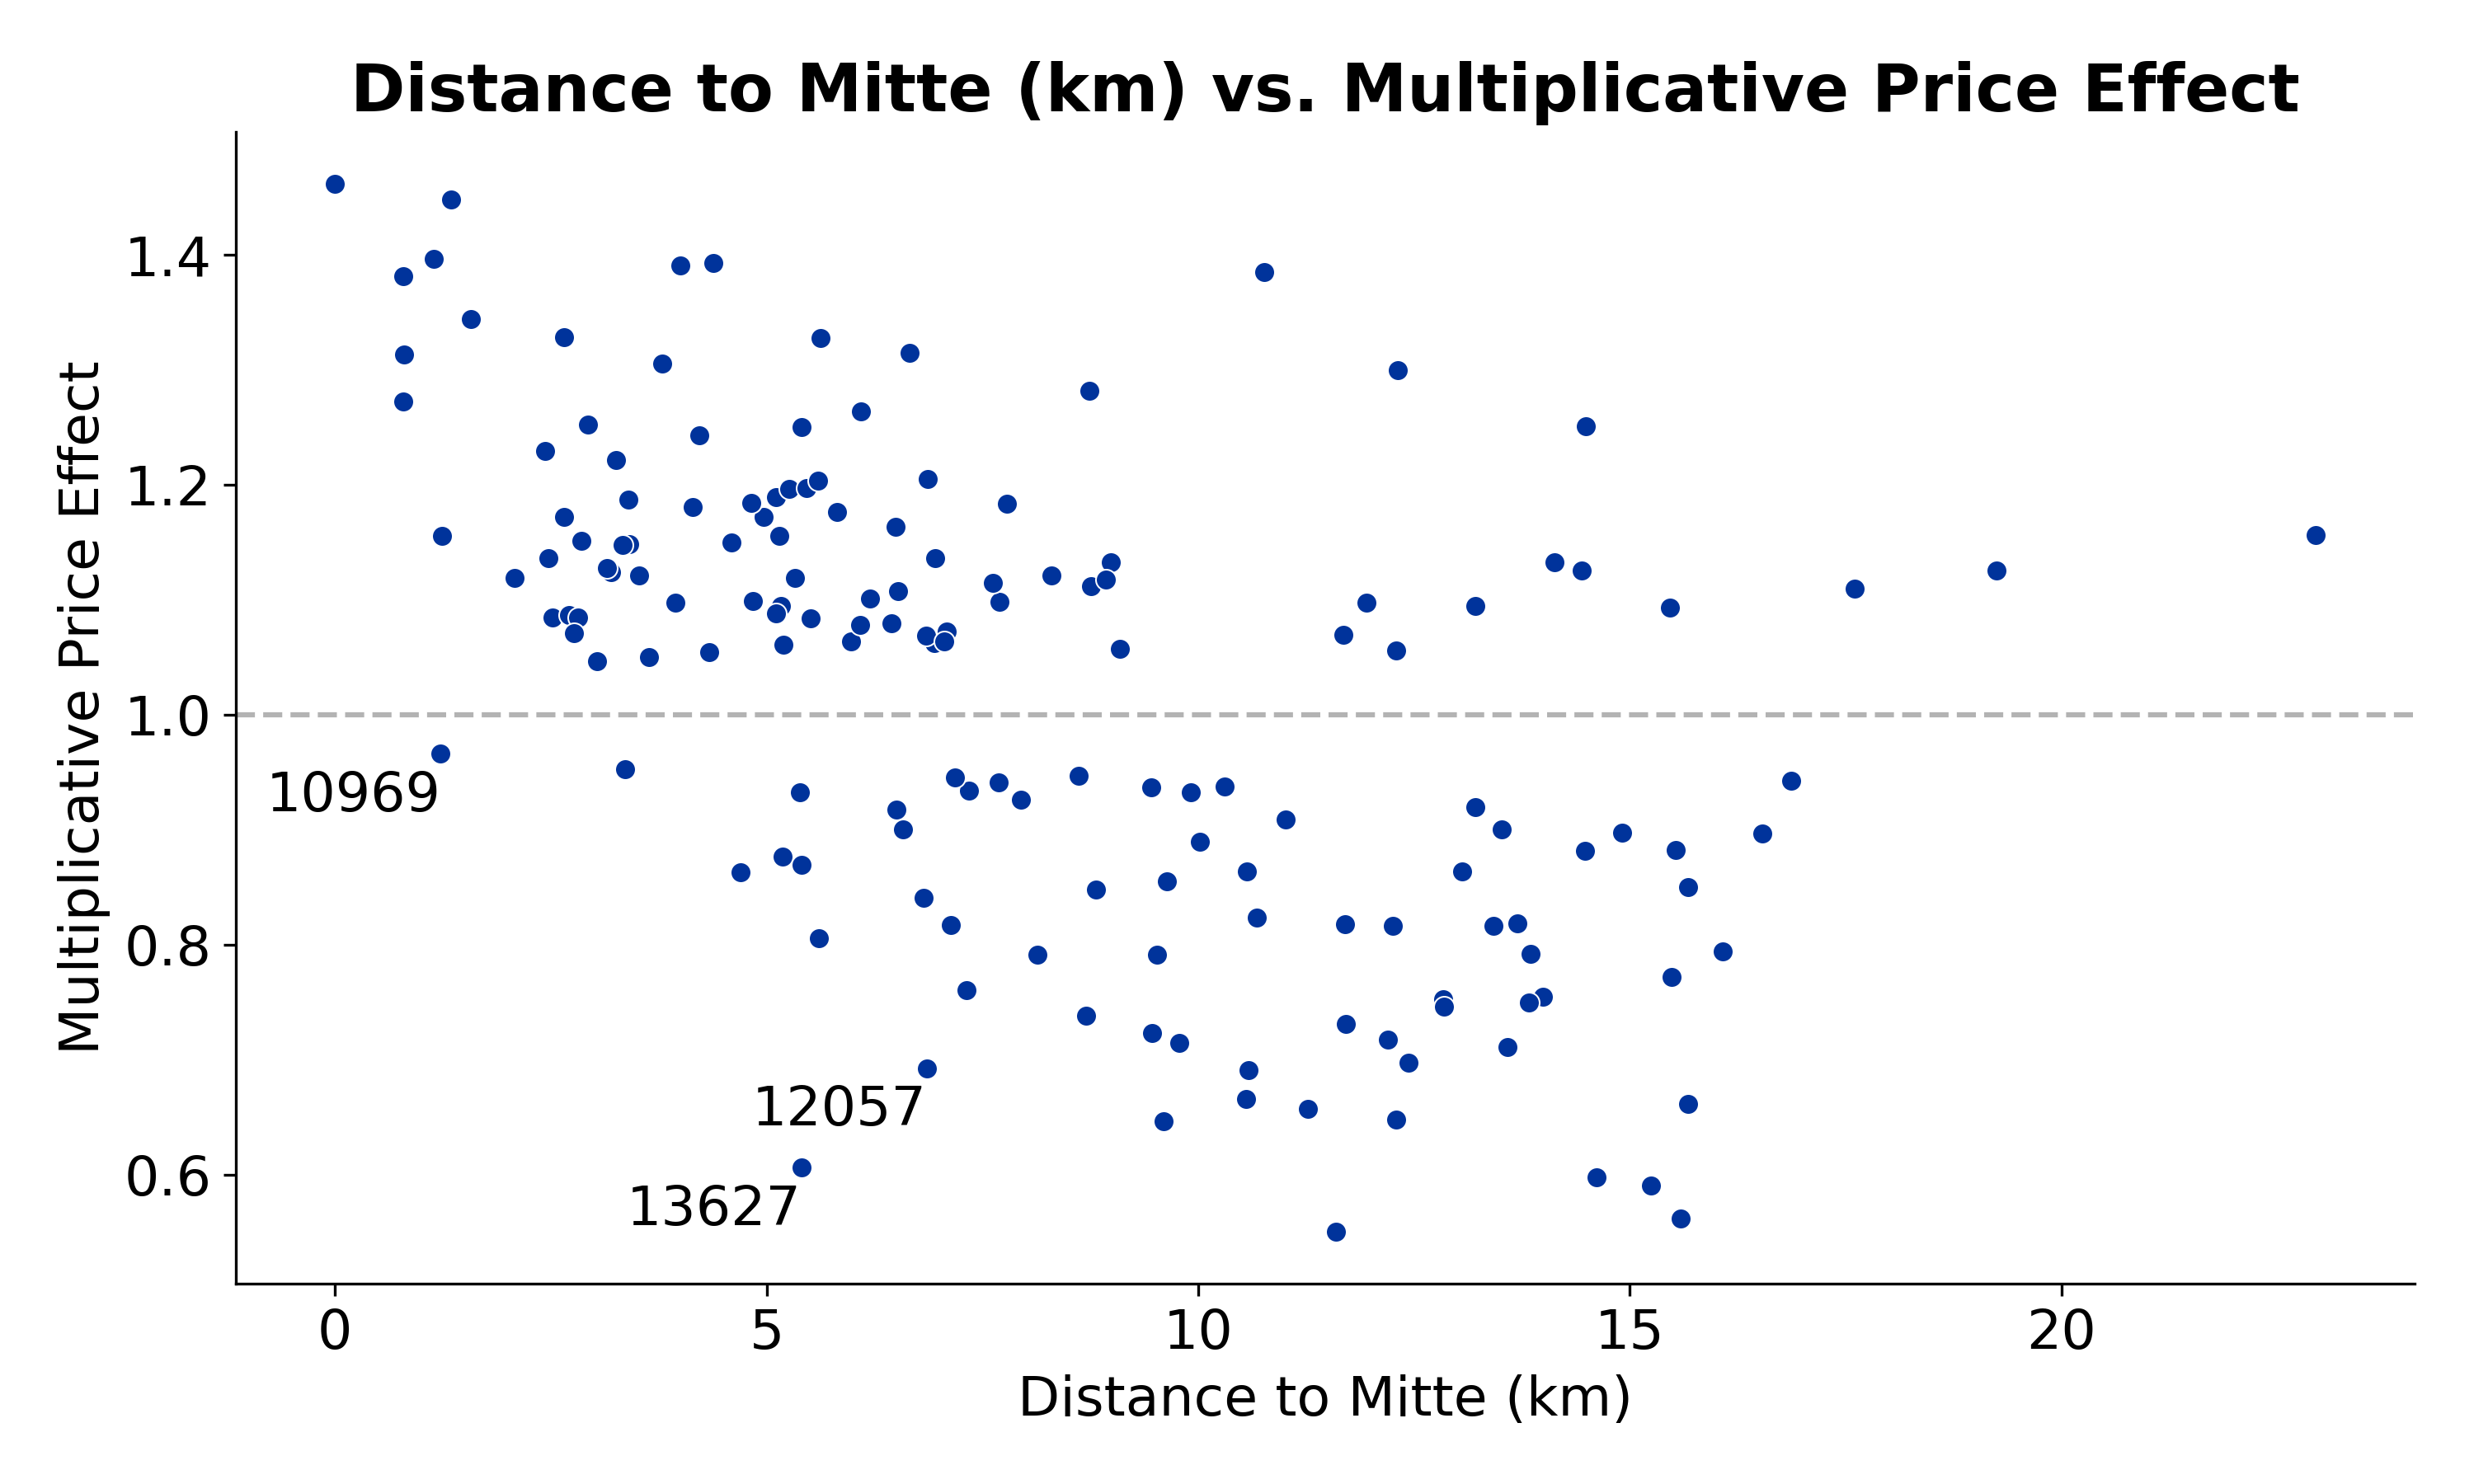 Distance to Mitte (km) vs. Multiplicative Price Effect
Multiplicative Price Effect
1.4
1.2
1.0
0.8
0.6
10969
12057
13627
0 5 10 15 20
Distance to Mitte (km)